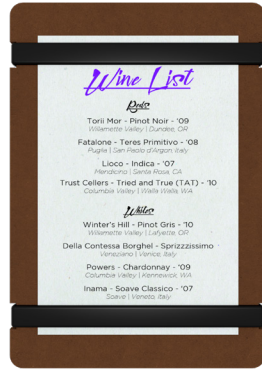 Wine List
Reds
Torii Mor - Pinot Noir - '09
Willamette Valley | Dundee, OR
Fatalone - Teres Primitivo - '08
Puglia | San Paolo d'Argon, Italy
Lioco - Indica - '07
Mendicino | Santa Rosa, CA
Trust Cellers - Tried and True (TAT) - '10
Columbia Valley | Walla Walla, WA
Whites
Winter's Hill - Pinot Gris - '10
Willamette Valley | Lafyette, OR
Della Contessa Borghel - Sprizzzissimo
Veneziano | Venice, Italy
Powers - Chardonnay - '09
Columbia Valley | Kennewick, WA
Inama - Soave Classico - '07
Soave | Veneto, Italy